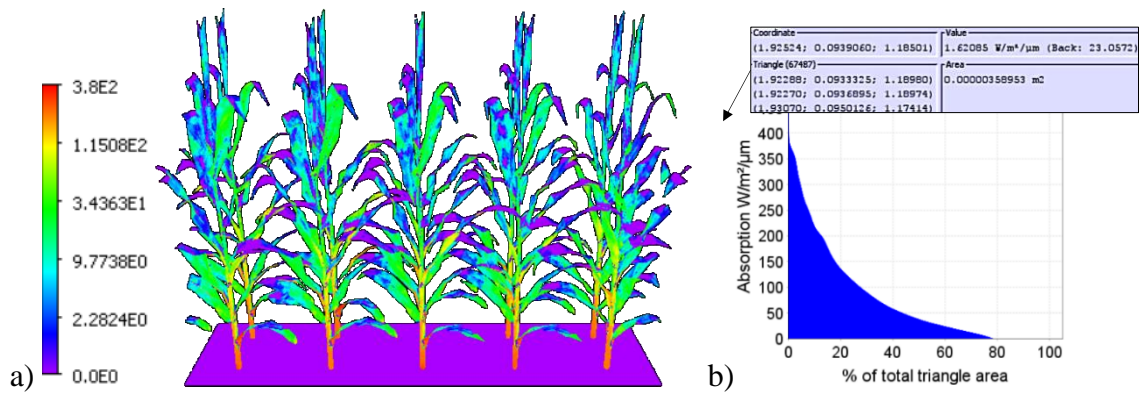 3.8E2
1.1508E2
3.4363E1
9.7738E0
2.2824E0
0.0E0
a)
Coordinate
(1.92524; 0.0939060; 1.18501)
Value
1.62085 W/m²/μm (Back: 23.0572)
Triangle (67487)
(1.92288; 0.0933325; 1.18980)
(1.92270; 0.0936895; 1.18974)
(1.93070; 0.0950126; 1.17414)
Area
0.00000358953 m2
Absorption W/m²/μm
400
350
300
250
200
150
100
50
0
0 20 40 60 80 100
% of total triangle area
b)